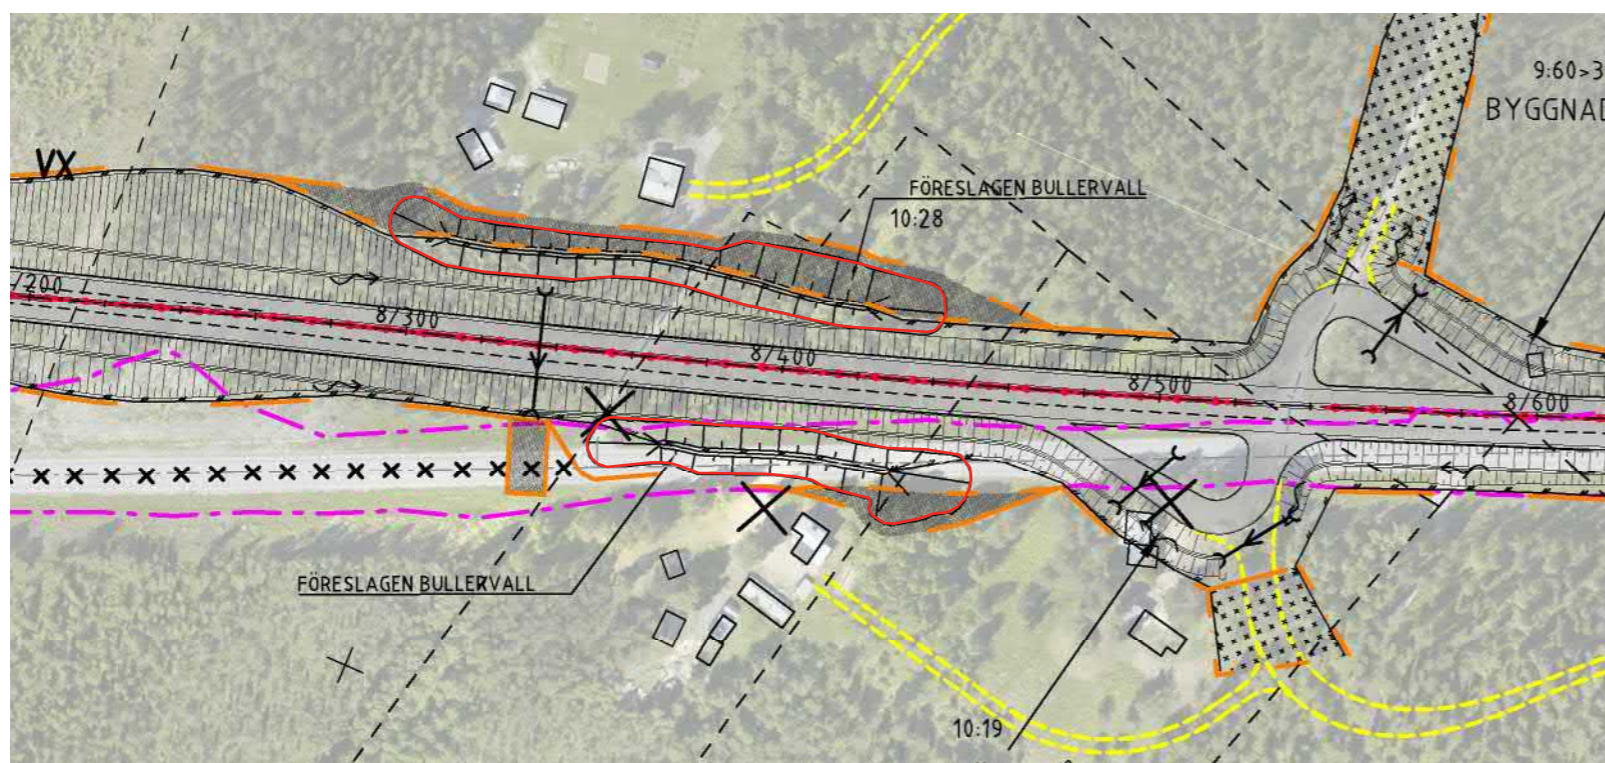 9:60>3
BYGGNAD
VX
FÖRESLAGEN BULLERVALL
10:28
/200
8/300
8/400
8/500
8/600
FÖRESLAGEN BULLERVALL
10:19